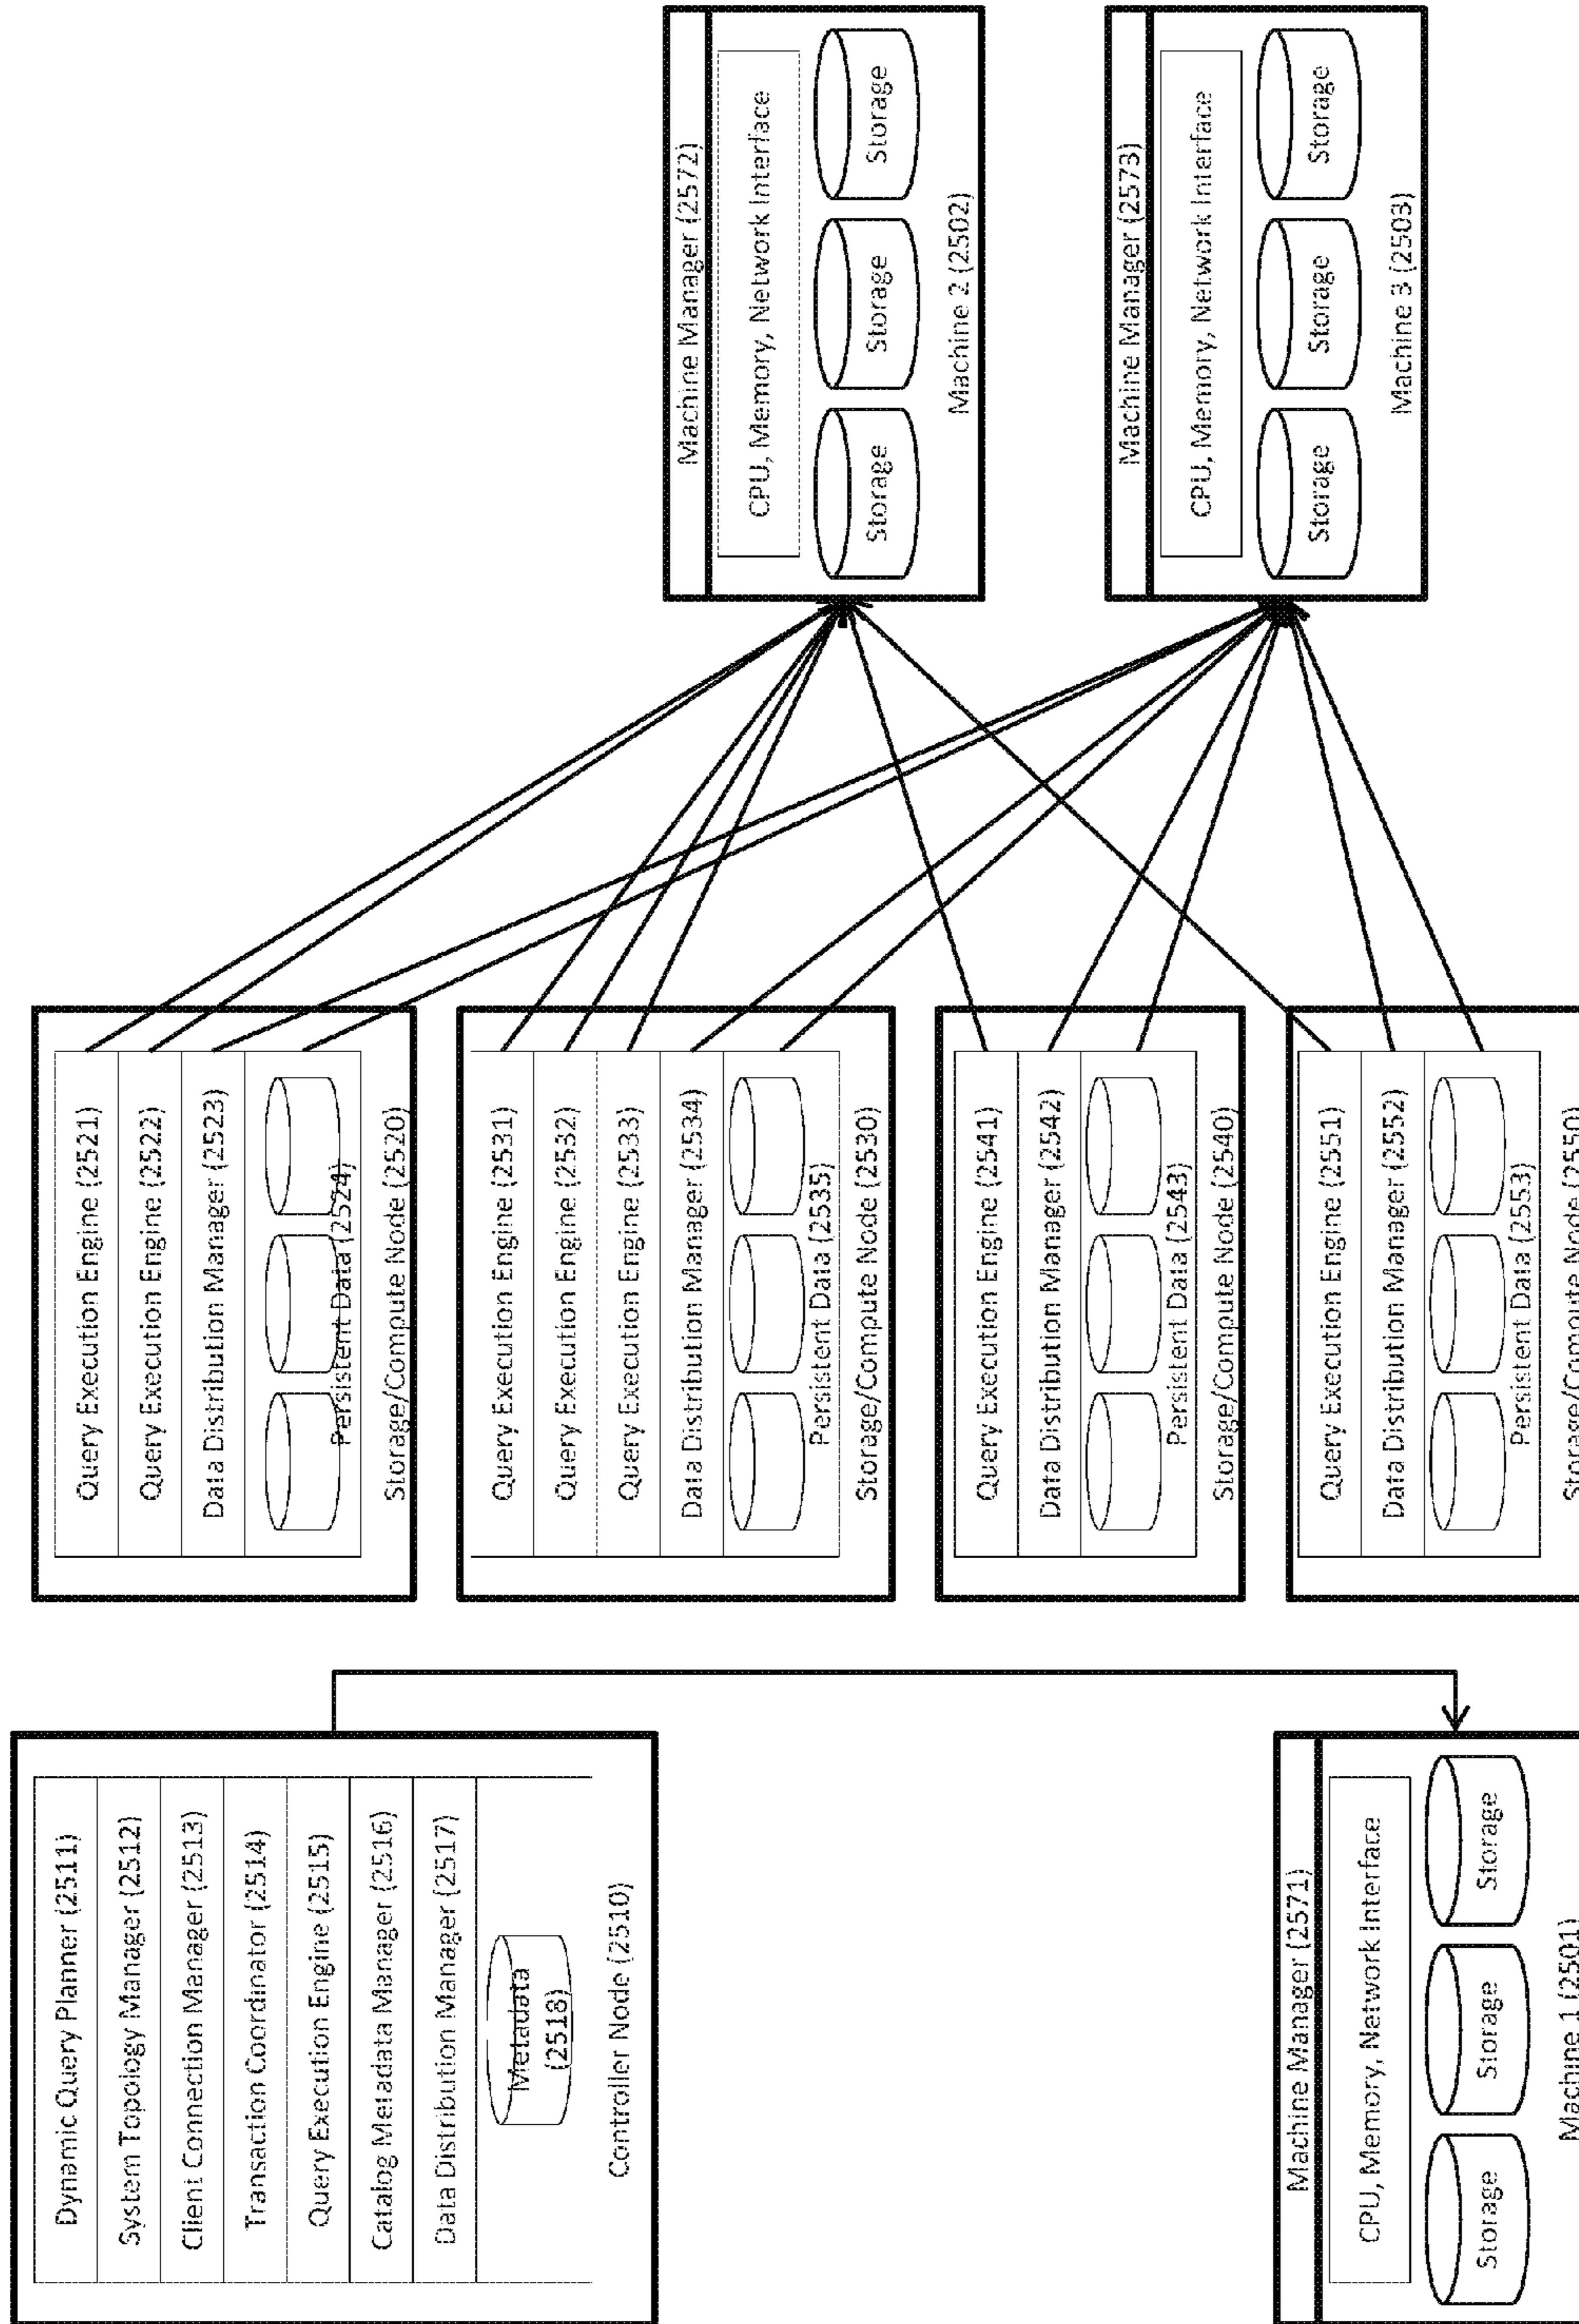 Dynamic Query Planner (2511)
System Topology Manager (2512)
Client Connection Manager (2513)
Transaction Coordinator (2514)
Query Execution Engine (2515)
Catalog Metadata Manager (2516)
Data Distribution Manager (2517)
Metadata
(2518)
Controller Node (2510)
Machine Manager (2571)
CPU, Memory, Network Interface
Storage
Storage
Storage
Machine 1 (2501)
Query Execution Engine (2521)
Query Execution Engine (2522)
Data Distribution Manager (2523)
Persistent Data (2524)
Storage/Compute Node (2520)
Query Execution Engine (2531)
Query Execution Engine (2532)
Query Execution Engine (2533)
Data Distribution Manager (2534)
Persistent Data (2535)
Storage/Compute Node (2530)
Query Execution Engine (2541)
Data Distribution Manager (2542)
Persistent Data (2543)
Storage/Compute Node (2540)
Query Execution Engine (2551)
Data Distribution Manager (2552)
Persistent Data (2553)
Storage/Compute Node (2550)
Machine Manager (2572)
CPU, Memory, Network Interface
Storage
Storage
Storage
Machine 2 (2502)
Machine Manager (2573)
CPU, Memory, Network Interface
Storage
Storage
Storage
Machine 3 (2503)